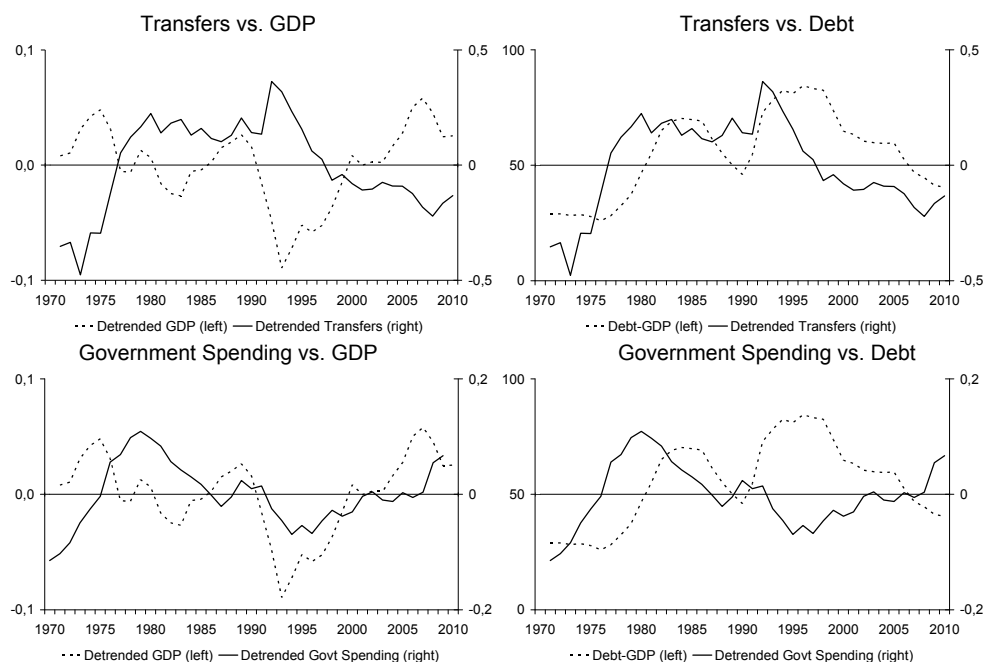 Transfers vs. GDP
0,1
0,5
0,0
0
-0,1
-0,5
1970 1975 1980 1985 1990 1995 2000 2005 2010
Detrended GDP (left) Detrended Transfers (right)
Transfers vs. Debt
100
0,5
50
0
0
-0,5
1970 1975 1980 1985 1990 1995 2000 2005 2010
Debt-GDP (left) Detrended Transfers (right)
Government Spending vs. GDP
0,1
0,2
0,0
0
-0,1
-0,2
1970 1975 1980 1985 1990 1995 2000 2005 2010
Detrended GDP (left) Detrended Govt Spending (right)
Government Spending vs. Debt
100
0,2
50
0
0
-0,2
1970 1975 1980 1985 1990 1995 2000 2005 2010
Debt-GDP (left) Detrended Govt Spending (right)